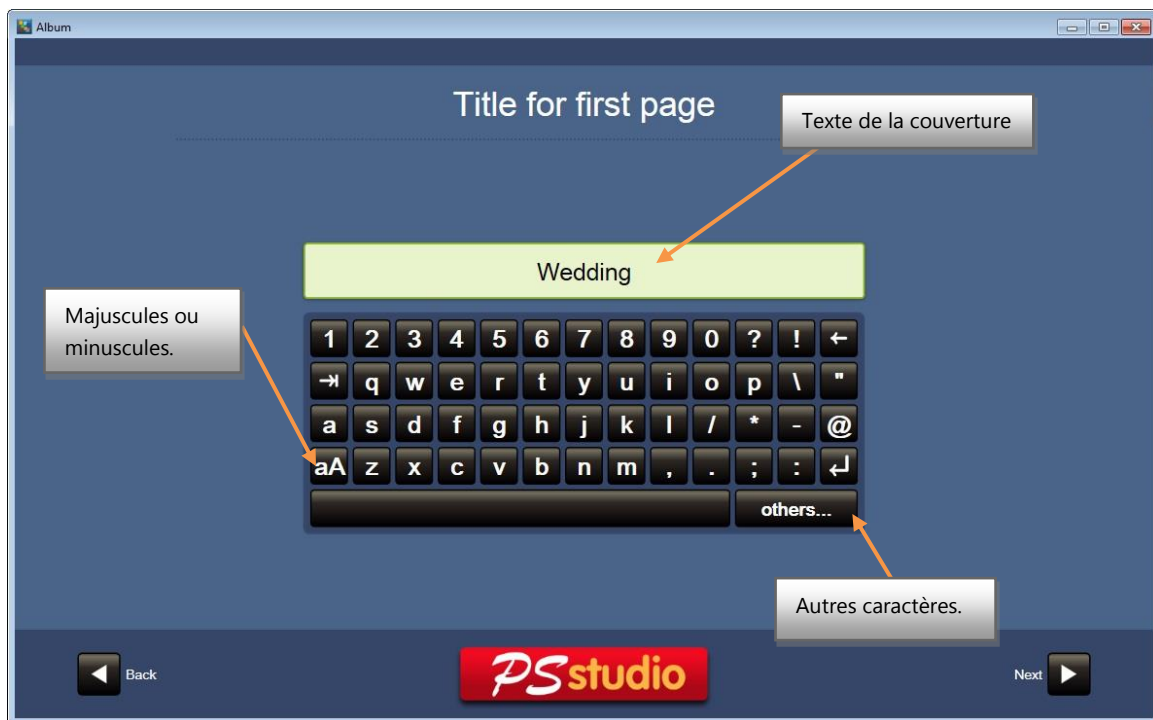 Album
Title for first page
Texte de la couverture
Wedding
Majuscules ou
minuscules.
1 2 3 4 5 6 7 8 9 0 ? ! ←
⇥ q w e r t y u i o p \ "
a s d f g h j k l / * - @
aA z x c v b n m , . ; : ↵
others...
Autres caractères.
Back
PS studio
Next